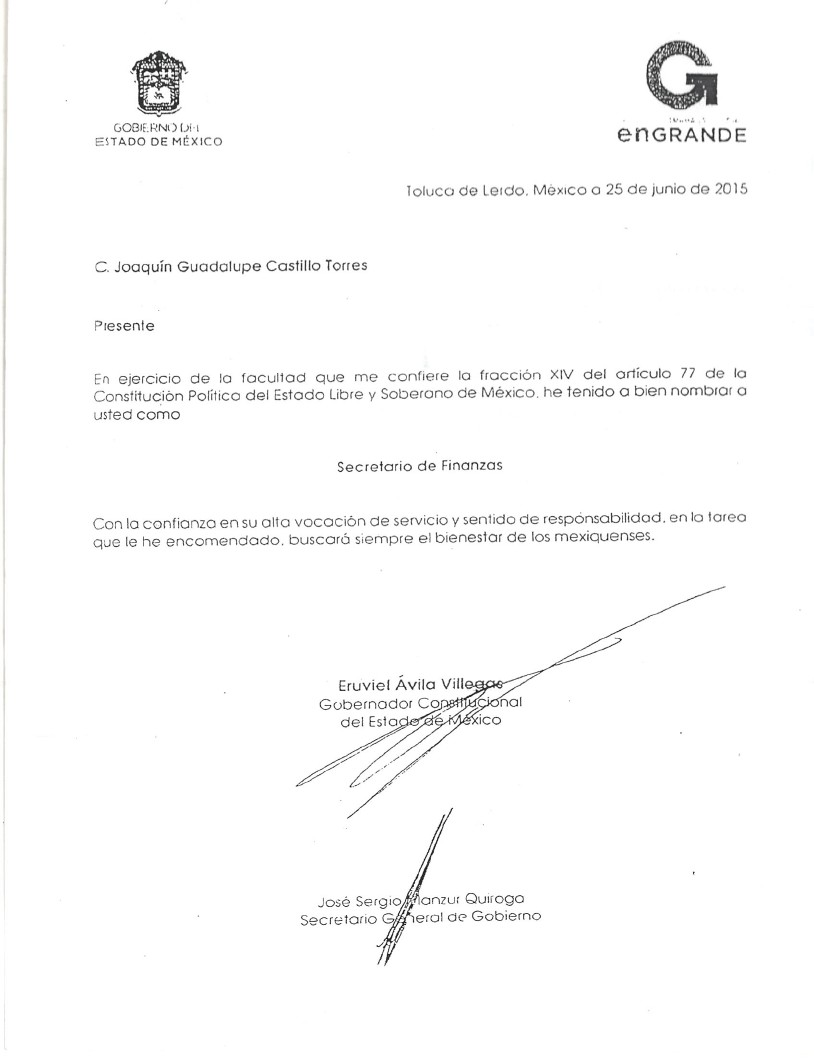 GOBIERNO DEL
ESTADO DE MÉXICO
enGRANDE
Toluca de Lerdo, México a 25 de junio de 2015
C. Joaquín Guadalupe Castillo Torres
Presente
En ejercicio de la facultad que me confiere la fracción XIV del artículo 77 de la
Constitución Política del Estado Libre y Soberano de México, he tenido a bien nombrar a
usted como
Secretario de Finanzas
Con la confianza en su alta vocación de servicio y sentido de responsabilidad, en la tarea
que le he encomendado, buscará siempre el bienestar de los mexiquenses.
Eruviel Ávila Villegas
Gobernador Constitucional
del Estado de México
José Sergio Manzur Quiroga
Secretario General de Gobierno